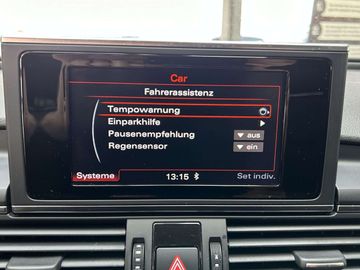 Car
Fahrerassistenz
Tempowarnung
Einparkhilfe
Pausenempfehlung aus
Regensensor ein
Systeme 13:15 Set indiv.